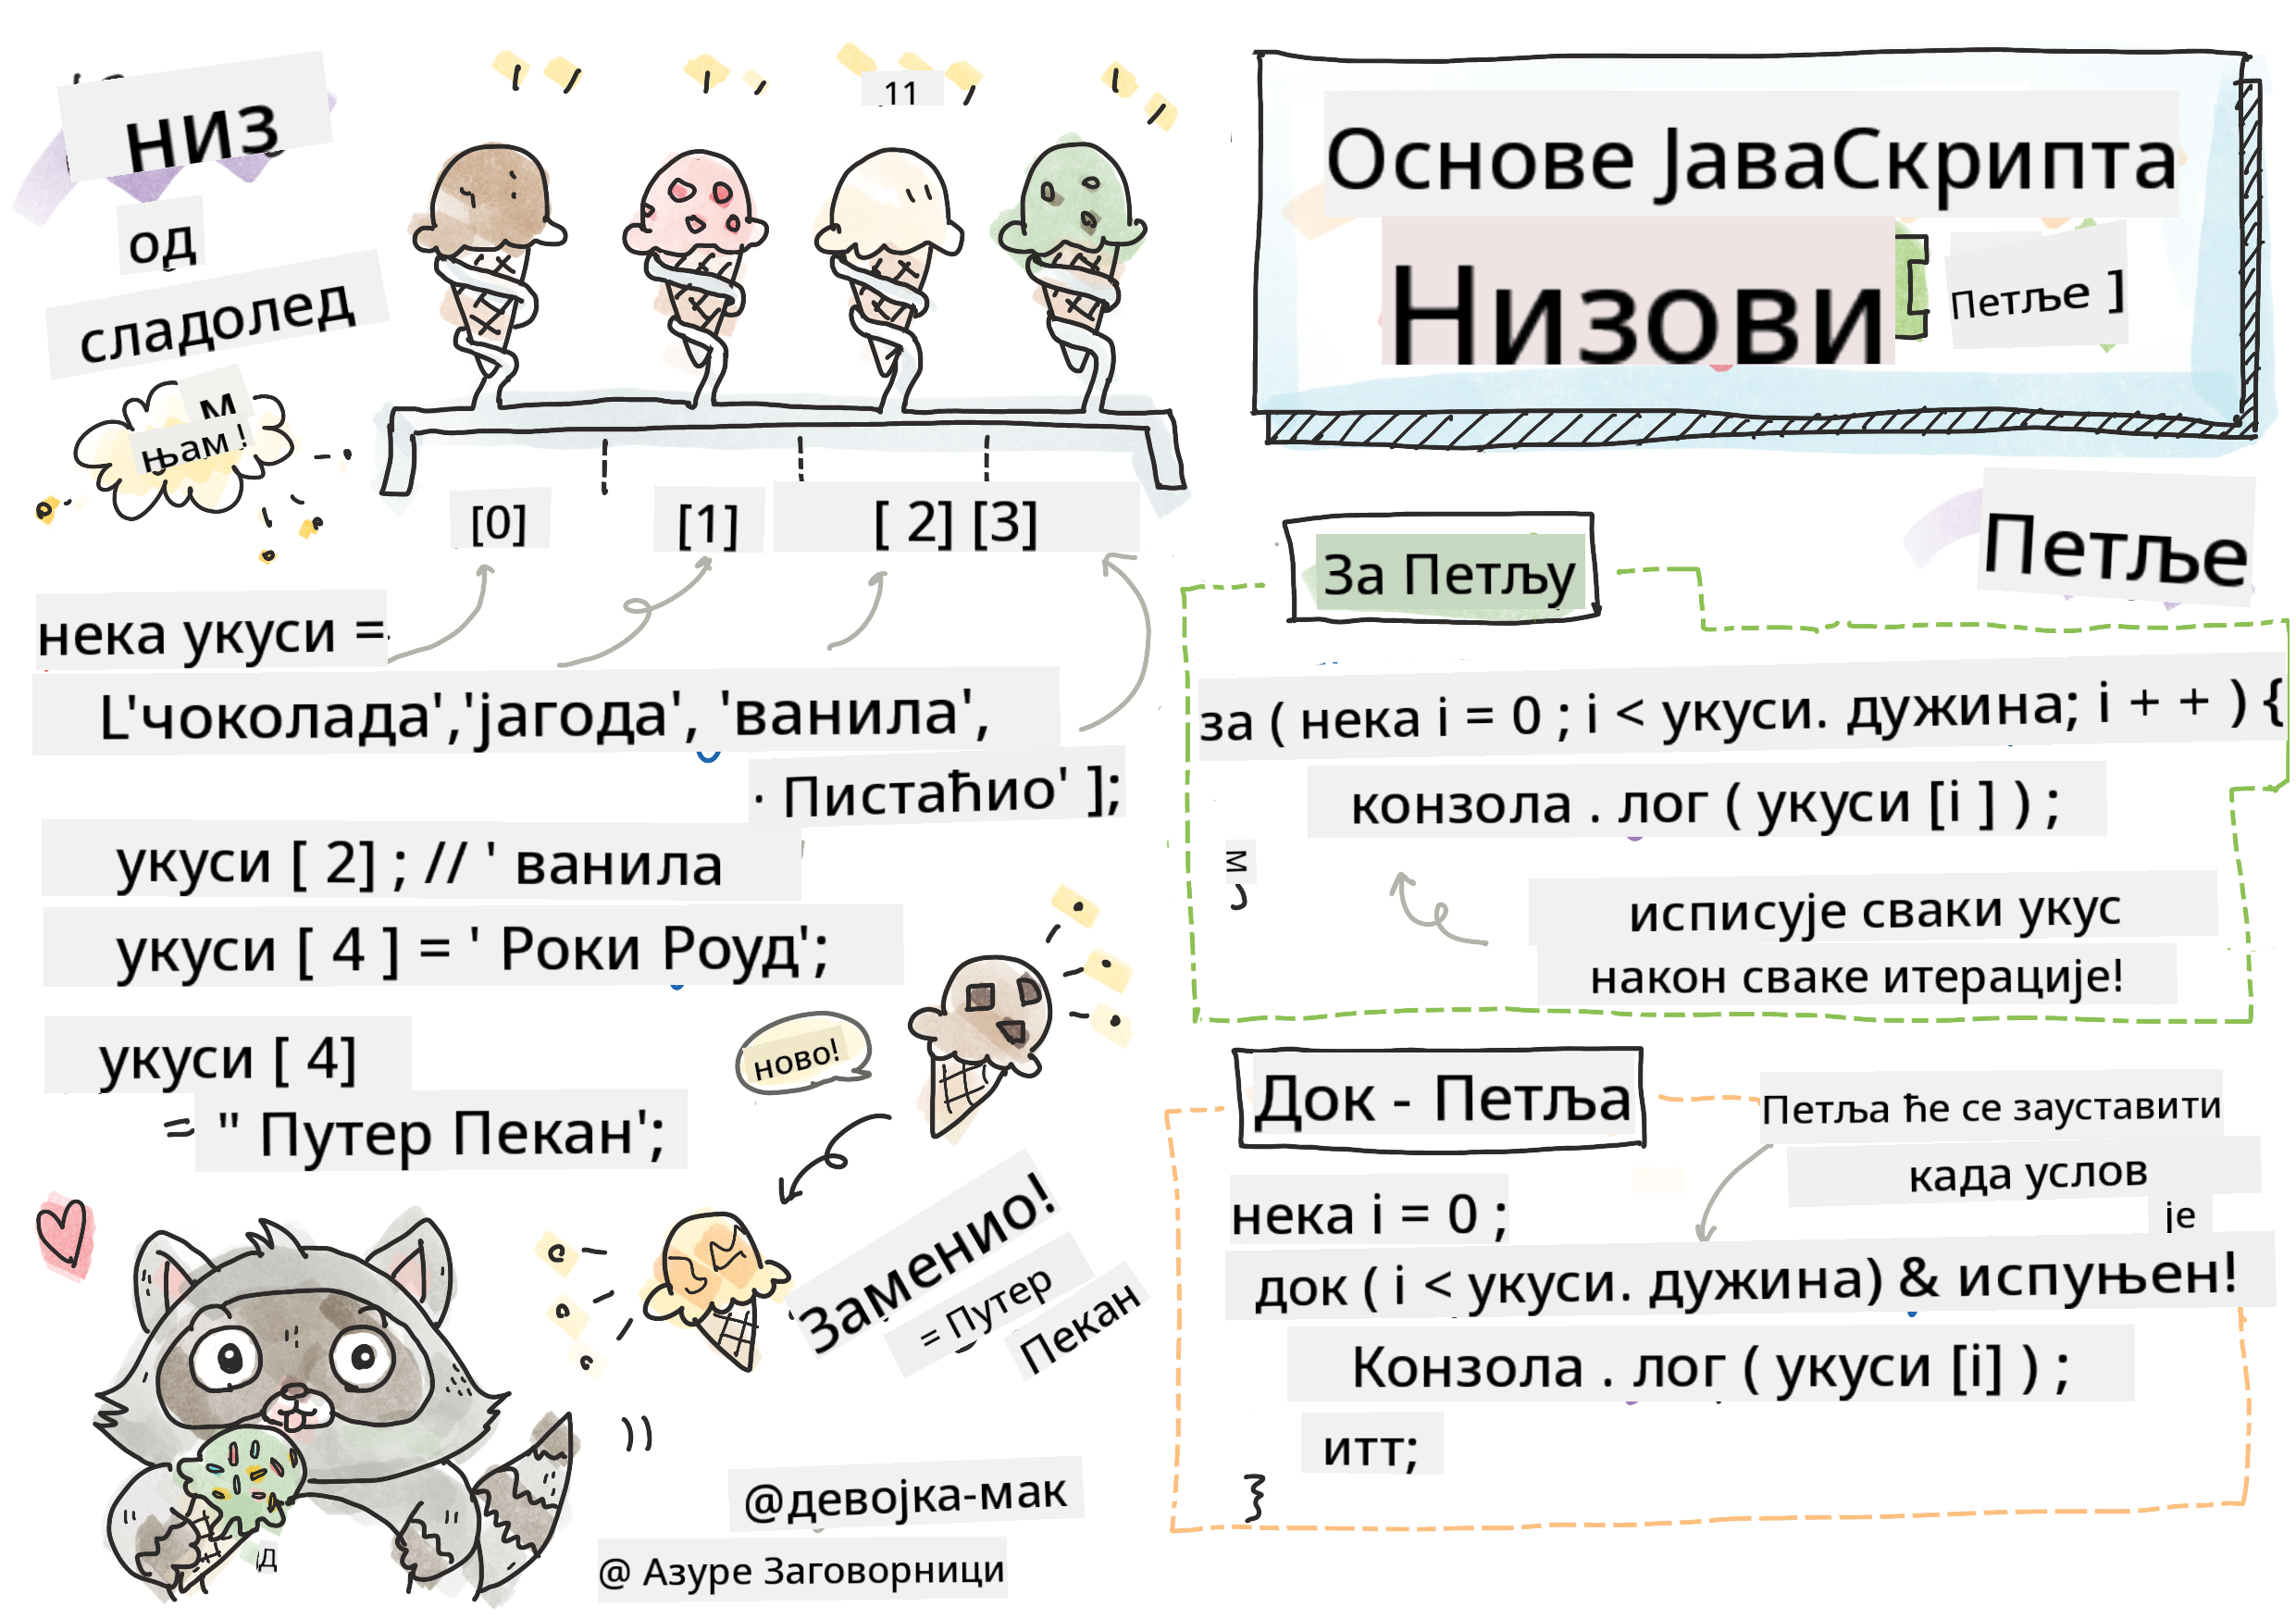 низ
од
сладолед
м
њам !
11
[0]
[1]
[ 2] [3]
нека укуси =
L'чоколада','јагода', 'ванила',
· Пистаћио' ];
укуси [ 2] ; // ' ванила
укуси [ 4 ] = ' Роки Роуд';
укуси [ 4]
= " Путер Пекан';
ново!
Заменио!
= Путер
Пекан
@девојка-мак
@ Азуре Заговорници
д
Основе ЈаваСкрипта
Низови
[ Петље ]
Петље
За Петљу
за ( нека i = 0 ; i < укуси. дужина; i + + ) {
конзола . лог ( укуси [i ] ) ;
м
исписује сваки укус
након сваке итерације!
Док - Петља
Петља ће се зауставити
када услов
је
нека i = 0 ;
док ( i < укуси. дужина) & испуњен!
Конзола . лог ( укуси [i] ) ;
итт;
}